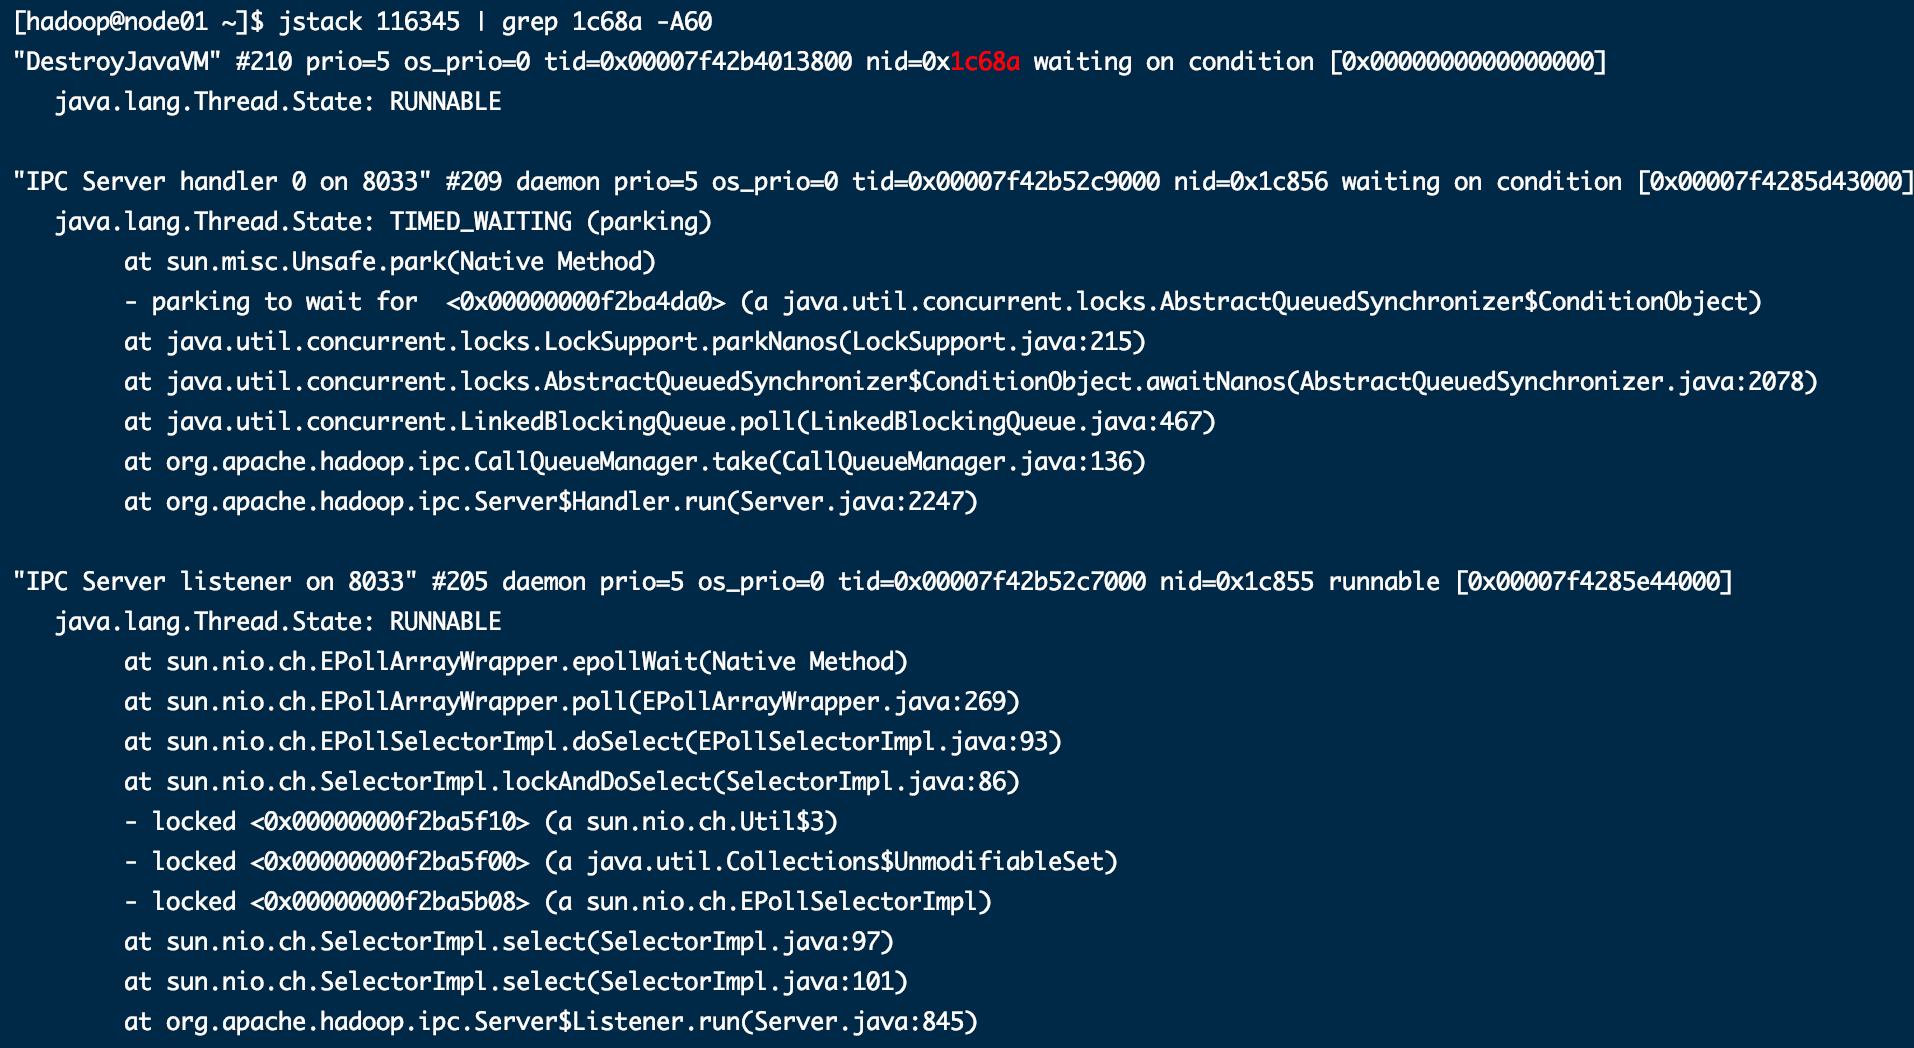 [hadoop@node01 ~]$ jstack 116345 | grep 1c68a -A60
"DestroyJavaVM" #210 prio=5 os_prio=0 tid=0x00007f42b4013800 nid=0x1c68a waiting on condition [0x0000000000000000]
   java.lang.Thread.State: RUNNABLE

"IPC Server handler 0 on 8033" #209 daemon prio=5 os_prio=0 tid=0x00007f42b52c9000 nid=0x1c856 waiting on condition [0x00007f4285d43000]
   java.lang.Thread.State: TIMED_WAITING (parking)
        at sun.misc.Unsafe.park(Native Method)
        - parking to wait for  <0x00000000f2ba4da0> (a java.util.concurrent.locks.AbstractQueuedSynchronizer$ConditionObject)
        at java.util.concurrent.locks.LockSupport.parkNanos(LockSupport.java:215)
        at java.util.concurrent.locks.AbstractQueuedSynchronizer$ConditionObject.awaitNanos(AbstractQueuedSynchronizer.java:2078)
        at java.util.concurrent.LinkedBlockingQueue.poll(LinkedBlockingQueue.java:467)
        at org.apache.hadoop.ipc.CallQueueManager.take(CallQueueManager.java:136)
        at org.apache.hadoop.ipc.Server$Handler.run(Server.java:2247)

"IPC Server listener on 8033" #205 daemon prio=5 os_prio=0 tid=0x00007f42b52c7000 nid=0x1c855 runnable [0x00007f4285e44000]
   java.lang.Thread.State: RUNNABLE
        at sun.nio.ch.EPollArrayWrapper.epollWait(Native Method)
        at sun.nio.ch.EPollArrayWrapper.poll(EPollArrayWrapper.java:269)
        at sun.nio.ch.EPollSelectorImpl.doSelect(EPollSelectorImpl.java:93)
        at sun.nio.ch.SelectorImpl.lockAndDoSelect(SelectorImpl.java:86)
        - locked <0x00000000f2ba5f10> (a sun.nio.ch.Util$3)
        - locked <0x00000000f2ba5f00> (a java.util.Collections$UnmodifiableSet)
        - locked <0x00000000f2ba5b08> (a sun.nio.ch.EPollSelectorImpl)
        at sun.nio.ch.SelectorImpl.select(SelectorImpl.java:97)
        at sun.nio.ch.SelectorImpl.select(SelectorImpl.java:101)
        at org.apache.hadoop.ipc.Server$Listener.run(Server.java:845)